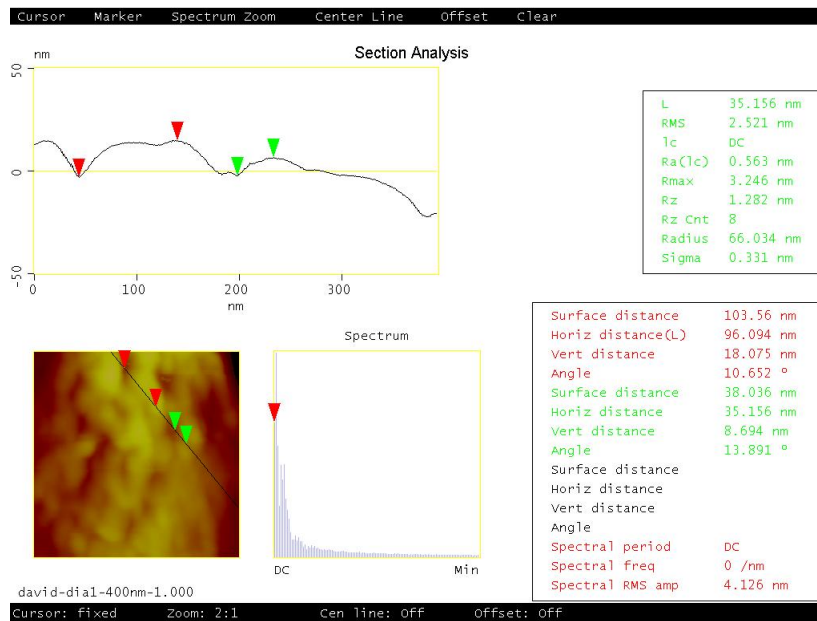 Cursor Marker Spectrum Zoom Center Line Offset Clear
Section Analysis
nm
50
0
-50
0 100 200 300
nm
L 35.156 nm
RMS 2.521 nm
lc DC
Ra(lc) 0.563 nm
Rmax 3.246 nm
Rz 1.282 nm
Rz Cnt 8
Radius 66.034 nm
Sigma 0.331 nm
Surface distance 103.56 nm
Horiz distance(L) 96.094 nm
Vert distance 18.075 nm
Angle 10.652 °
Surface distance 38.036 nm
Horiz distance 35.156 nm
Vert distance 8.694 nm
Angle 13.891 °
Surface distance
Horiz distance
Vert distance
Angle
Spectral period DC
Spectral freq 0 /nm
Spectral RMS amp 4.126 nm
Spectrum
DC Min
david-dia1-400nm-1.000
Cursor: fixed Zoom: 2:1 Cen line: Off Offset: Off